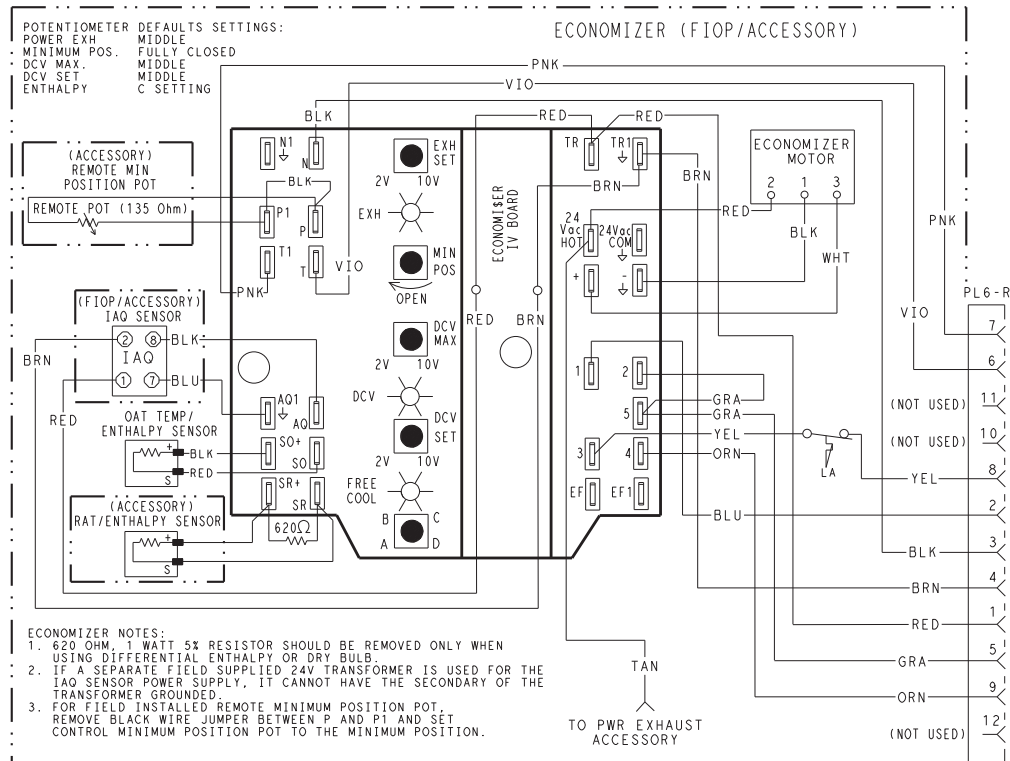 POTENTIOMETER DEFAULTS SETTINGS:
POWER EXH MIDDLE
MINIMUM POS. FULLY CLOSED
DCV MAX. MIDDLE
DCV SET MIDDLE
ENTHALPY C SETTING
ECONOMIZER (FIOP/ACCESSORY)
PNK
VIO
BLK
RED
RED
N1
N
EXH
SET
2V 10V
TR
TR1
BRN
BRN
ECONOMIZER
MOTOR
2 1 3
(ACCESSORY)
REMOTE MIN
POSITION POT
REMOTE POT (135 Ohm)
BLK
P1
P
EXH
ECONOMI$ER
IV BOARD
24
Vac
HOT
24Vac
COM
RED
BLK
WHT
PNK
T1
T
VIO
PNK
MIN
POS
OPEN
+
-
PL6-R
(FIOP/ACCESSORY)
IAQ SENSOR
2 8
IAQ
1 7
BLK
BLU
BRN
RED
RED
BRN
DCV
MAX
2V 10V
VIO
7
6
1
2
AQ1
AQ
DCV
DCV
SET
2V 10V
5
GRA
GRA
YEL
ORN
(NOT USED) 11
(NOT USED) 10
OAT TEMP/
ENTHALPY SENSOR
+
S
BLK
RED
SO+
SO
3
4
LA
YEL
8
SR+
SR
FREE
COOL
EF
EF1
BLU
2
(ACCESSORY)
RAT/ENTHALPY SENSOR
+
S
620Ω
B C
A D
BLK
3
BRN
4
RED
1
GRA
5
ORN
9
(NOT USED) 12
TAN
TO PWR EXHAUST
ACCESSORY
ECONOMIZER NOTES:
1. 620 OHM, 1 WATT 5% RESISTOR SHOULD BE REMOVED ONLY WHEN
USING DIFFERENTIAL ENTHALPY OR DRY BULB.
2. IF A SEPARATE FIELD SUPPLIED 24V TRANSFORMER IS USED FOR THE
IAQ SENSOR POWER SUPPLY, IT CANNOT HAVE THE SECONDARY OF THE
TRANSFORMER GROUNDED.
3. FOR FIELD INSTALLED REMOTE MINIMUM POSITION POT,
REMOVE BLACK WIRE JUMPER BETWEEN P AND P1 AND SET
CONTROL MINIMUM POSITION POT TO THE MINIMUM POSITION.